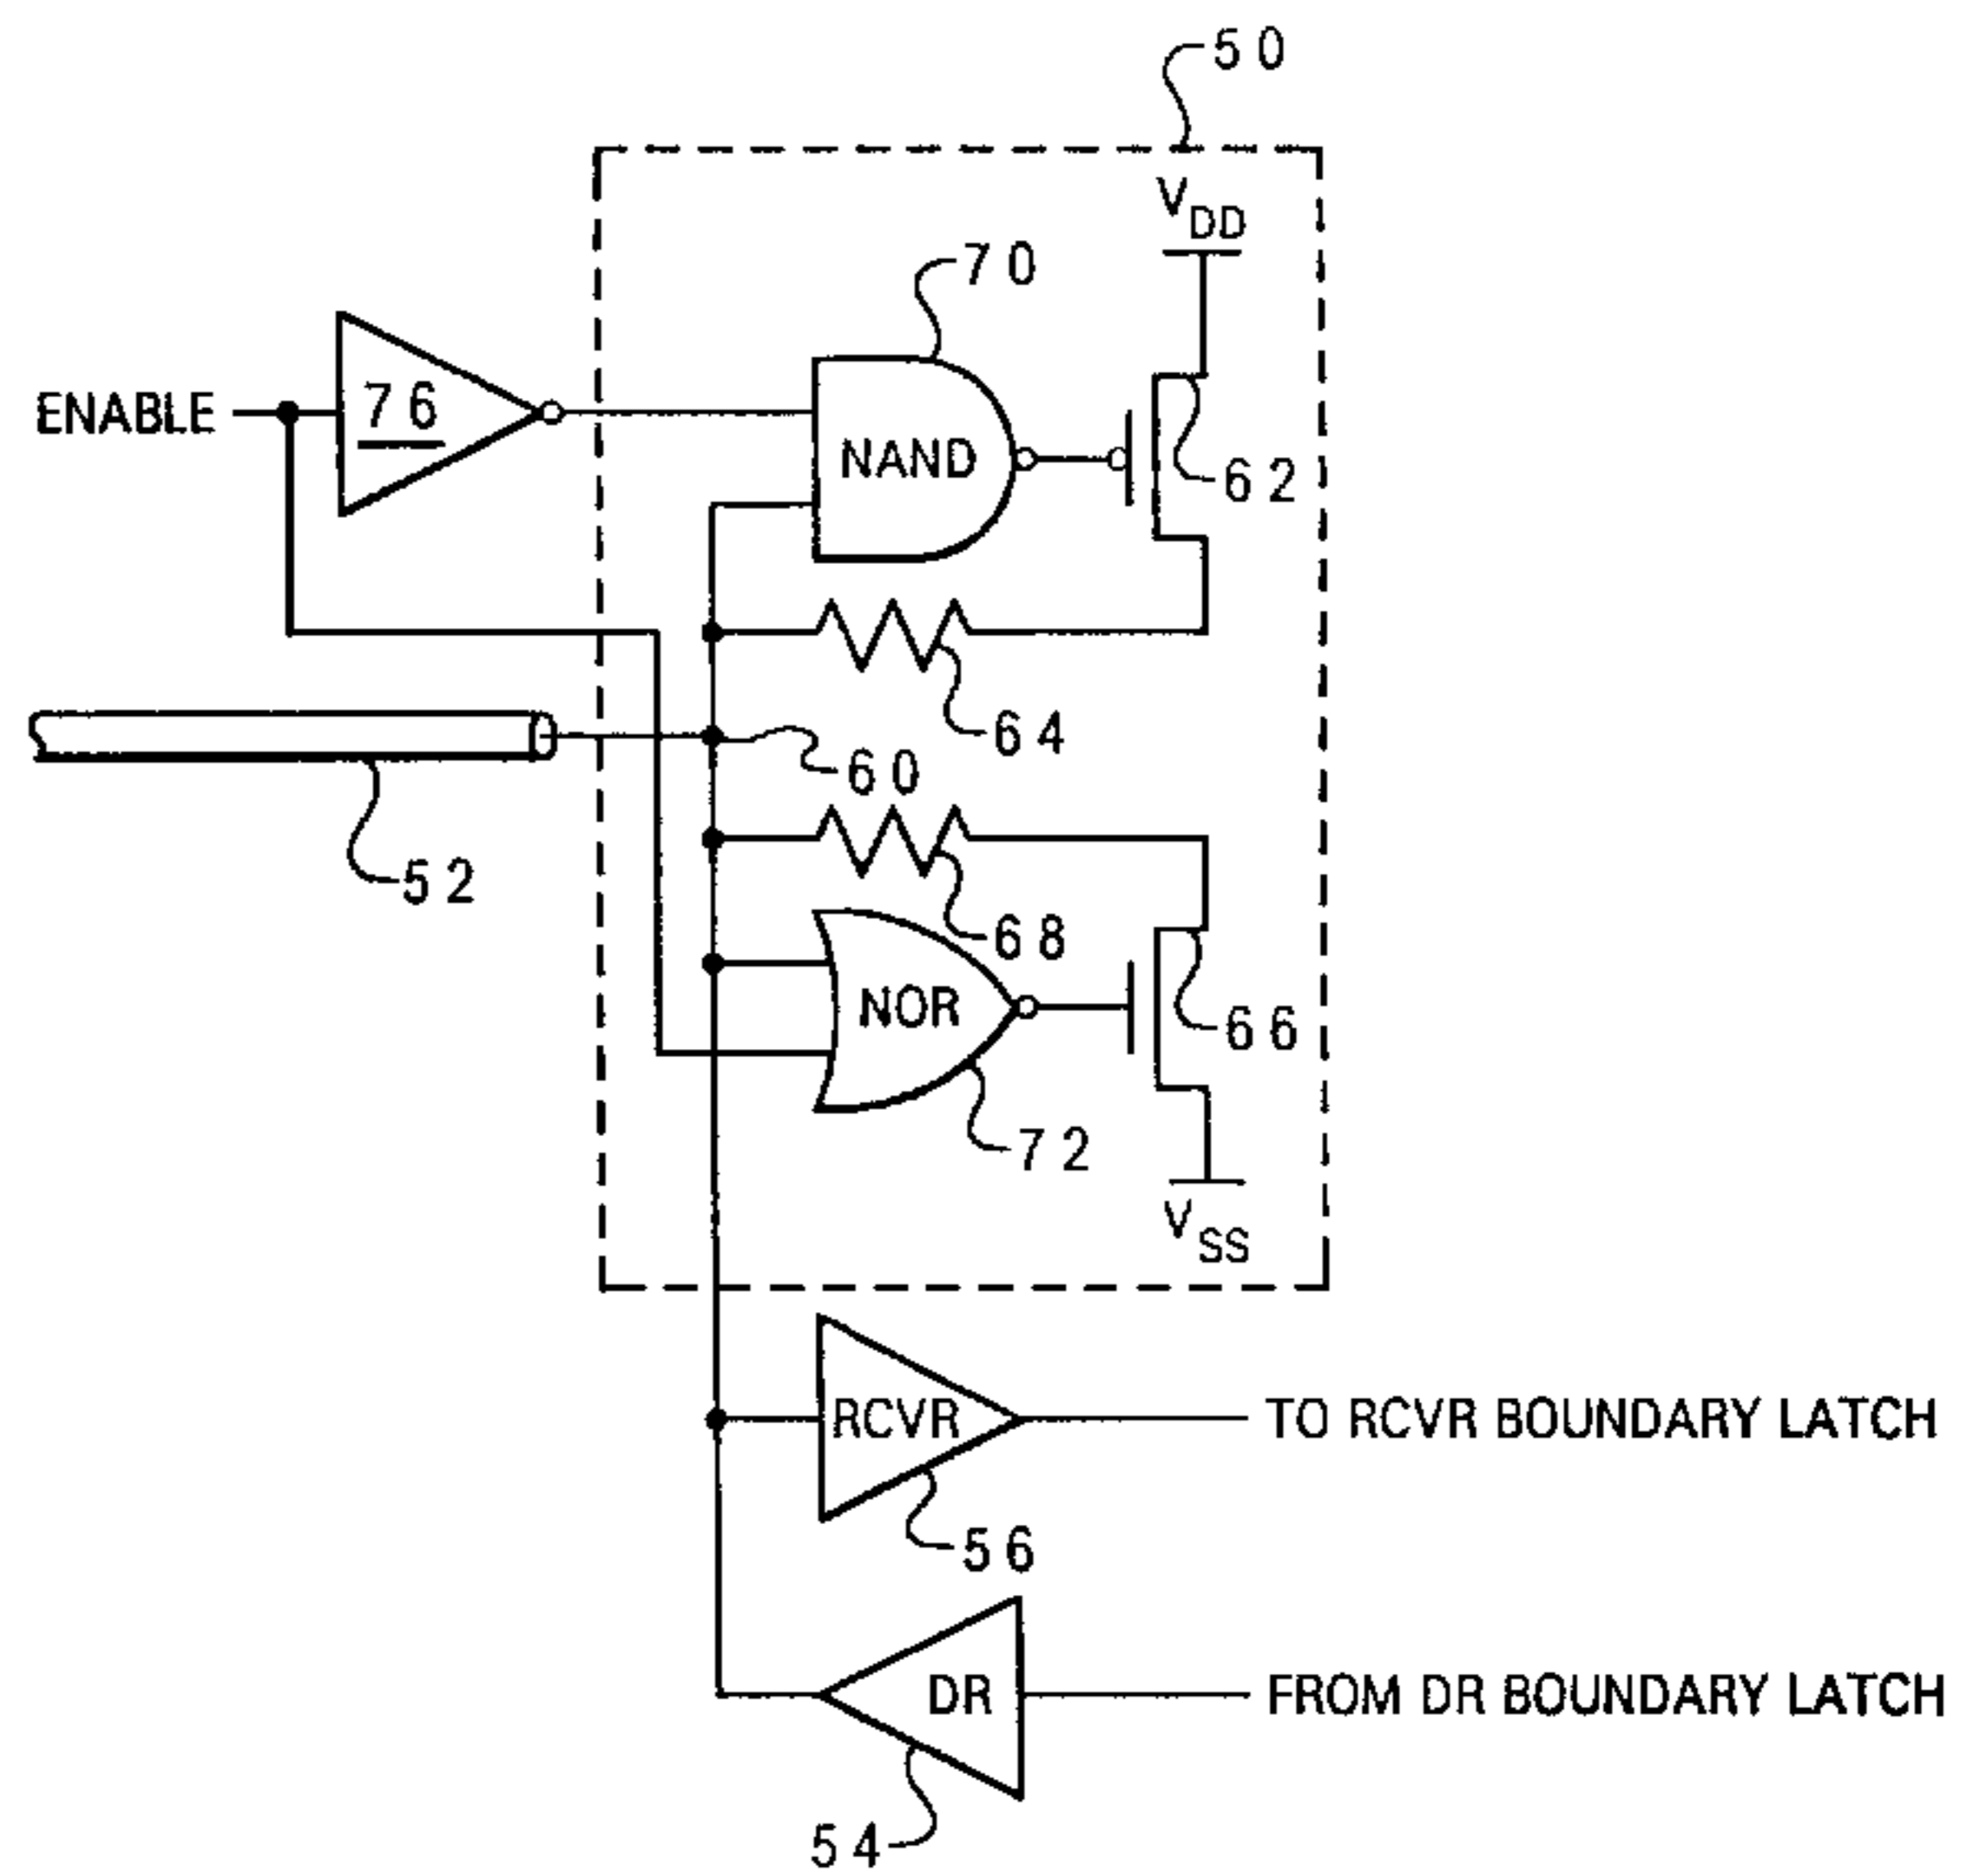 50
VDD
70
ENABLE
76
NAND
62
64
60
52
68
NOR
66
72
VSS
RCVR
TO RCVR BOUNDARY LATCH
56
DR
FROM DR BOUNDARY LATCH
54